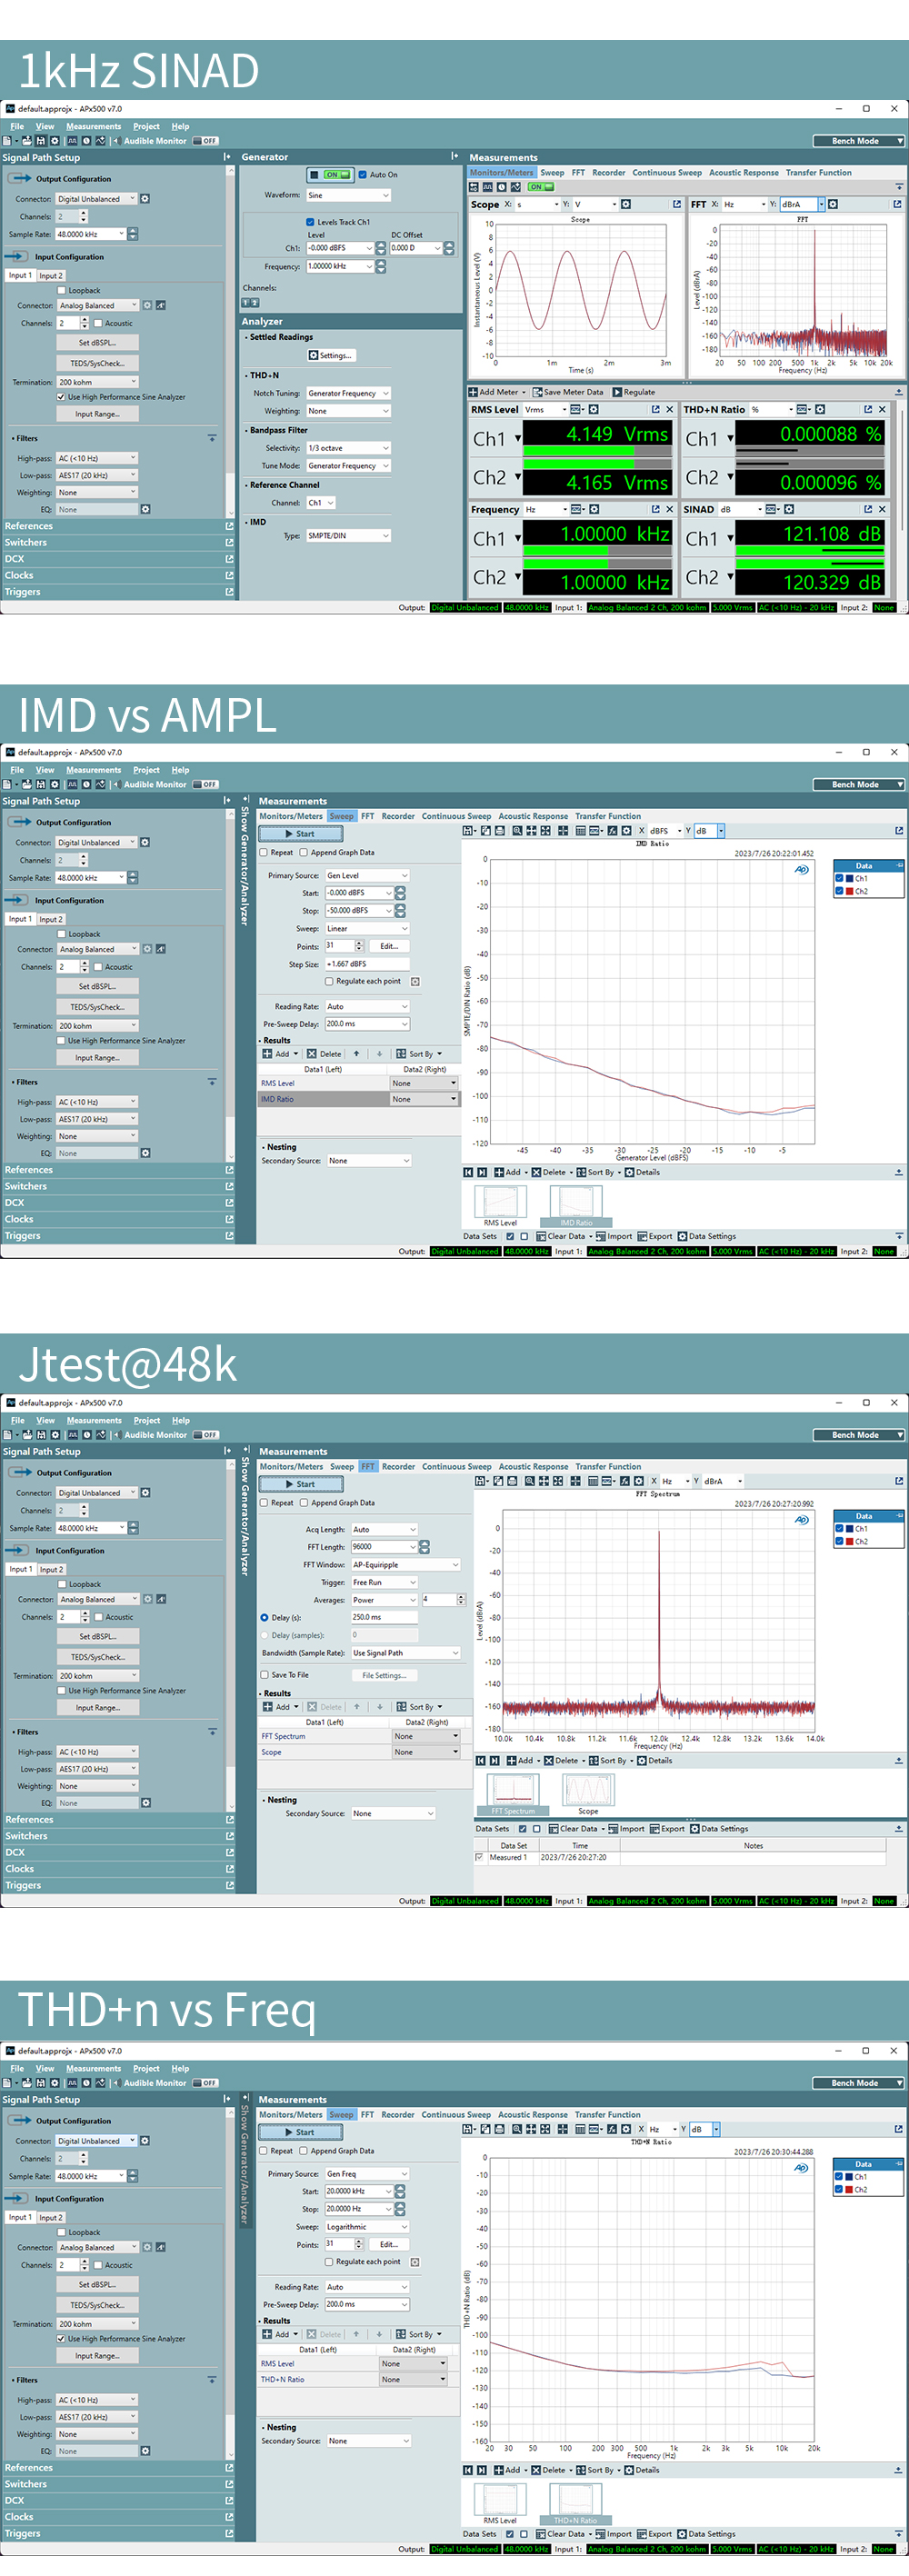 1kHz SINAD
default.approjx - APx500 v7.0
File View Measurements Project Help
Audible Monitor OFF
Bench Mode
Signal Path Setup
Output Configuration
Connector: Digital Unbalanced
Channels: 2
Sample Rate: 48.0000 kHz
Input Configuration
Input 1 Input 2
Loopback
Connector: Analog Balanced
Channels: 2 Acoustic
Set dBSPL...
TEDS/SysCheck...
Termination: 200 kohm
Use High Performance Sine Analyzer
Input Range...
Filters
High-pass: AC (<10 Hz)
Low-pass: AES17 (20 kHz)
Weighting: None
EQ: None
References
Switchers
DCX
Clocks
Triggers
Generator
ON Auto On
Waveform: Sine
Levels Track Ch1
Level DC Offset
Ch1: -0.000 dBFS 0.000 D
Frequency: 1.00000 kHz
Channels:
1 2
Analyzer
Settled Readings
Settings...
THD+N
Notch Tuning: Generator Frequency
Weighting: None
Bandpass Filter
Selectivity: 1/3 octave
Tune Mode: Generator Frequency
Reference Channel
Channel: Ch1
IMD
Type: SMPTE/DIN
Measurements
Monitors/Meters Sweep FFT Recorder Continuous Sweep Acoustic Response Transfer Function
ON
Scope X: s Y: V
Scope
Instantaneous Level (V)
10
8
6
4
2
0
-2
-4
-6
-8
-10
0 1m 2m 3m
Time (s)
FFT X: Hz Y: dBrA
FFT
Level (dBrA)
0
-20
-40
-60
-80
-100
-120
-140
-160
-180
20 50 100 200 500 1k 2k 5k 10k 20k
Frequency (Hz)
Add Meter Save Meter Data Regulate
RMS Level Vrms
Ch1 4.149 Vrms
Ch2 4.165 Vrms
THD+N Ratio %
Ch1 0.000088 %
Ch2 0.000096 %
Frequency Hz
Ch1 1.00000 kHz
Ch2 1.00000 kHz
SINAD dB
Ch1 121.108 dB
Ch2 120.329 dB
Output: Digital Unbalanced 48.0000 kHz Input 1: Analog Balanced 2 Ch, 200 kohm 5.000 Vrms AC (<10 Hz) - 20 kHz Input 2: None
IMD vs AMPL
default.approjx - APx500 v7.0
File View Measurements Project Help
Audible Monitor OFF
Bench Mode
Signal Path Setup
Output Configuration
Connector: Digital Unbalanced
Channels: 2
Sample Rate: 48.0000 kHz
Input Configuration
Input 1 Input 2
Loopback
Connector: Analog Balanced
Channels: 2 Acoustic
Set dBSPL...
TEDS/SysCheck...
Termination: 200 kohm
Use High Performance Sine Analyzer
Input Range...
Filters
High-pass: AC (<10 Hz)
Low-pass: AES17 (20 kHz)
Weighting: None
EQ: None
References
Switchers
DCX
Clocks
Triggers
Show Generator/Analyzer
Measurements
Monitors/Meters Sweep FFT Recorder Continuous Sweep Acoustic Response Transfer Function
Start
Repeat Append Graph Data
Primary Source: Gen Level
Start: -0.000 dBFS
Stop: -50.000 dBFS
Sweep: Linear
Points: 31 Edit...
Step Size: +1.667 dBFS
Regulate each point
Reading Rate: Auto
Pre-Sweep Delay: 200.0 ms
Results
Add Delete Sort By
Data1 (Left) Data2 (Right)
RMS Level None
IMD Ratio None
Nesting
Secondary Source: None
X dBFS Y dB
IMD Ratio
2023/7/26 20:22:01.452
SMPTE/DIN Ratio (dB)
0
-10
-20
-30
-40
-50
-60
-70
-80
-90
-100
-110
-120
-45 -40 -35 -30 -25 -20 -15 -10 -5
Generator Level (dBFS)
Data
Ch1
Ch2
Add Delete Sort By Details
RMS Level IMD Ratio
Data Sets Clear Data Import Export Data Settings
Output: Digital Unbalanced 48.0000 kHz Input 1: Analog Balanced 2 Ch, 200 kohm 5.000 Vrms AC (<10 Hz) - 20 kHz Input 2: None
Jtest@48k
default.approjx - APx500 v7.0
File View Measurements Project Help
Audible Monitor OFF
Bench Mode
Signal Path Setup
Output Configuration
Connector: Digital Unbalanced
Channels: 2
Sample Rate: 48.0000 kHz
Input Configuration
Input 1 Input 2
Loopback
Connector: Analog Balanced
Channels: 2 Acoustic
Set dBSPL...
TEDS/SysCheck...
Termination: 200 kohm
Use High Performance Sine Analyzer
Input Range...
Filters
High-pass: AC (<10 Hz)
Low-pass: AES17 (20 kHz)
Weighting: None
EQ: None
References
Switchers
DCX
Clocks
Triggers
Show Generator/Analyzer
Measurements
Monitors/Meters Sweep FFT Recorder Continuous Sweep Acoustic Response Transfer Function
Start
Repeat Append Graph Data
Acq Length: Auto
FFT Length: 96000
FFT Window: AP-Equiripple
Trigger: Free Run
Averages: Power 4
Delay (s): 250.0 ms
Delay (samples): 0
Bandwidth (Sample Rate): Use Signal Path
Save To File File Settings...
Results
Add Delete Sort By
Data1 (Left) Data2 (Right)
FFT Spectrum None
Scope None
Nesting
Secondary Source: None
X Hz Y dBrA
FFT Spectrum
2023/7/26 20:27:20.992
Level (dBrA)
0
-20
-40
-60
-80
-100
-120
-140
-160
-180
10.0k 10.4k 10.8k 11.2k 11.6k 12.0k 12.4k 12.8k 13.2k 13.6k 14.0k
Frequency (Hz)
Data
Ch1
Ch2
Add Delete Sort By Details
FFT Spectrum Scope
Data Sets Clear Data Import Export Data Settings
Data Set Time Notes
Measured 1 2023/7/26 20:27:20
Output: Digital Unbalanced 48.0000 kHz Input 1: Analog Balanced 2 Ch, 200 kohm 5.000 Vrms AC (<10 Hz) - 20 kHz Input 2: None
THD+n vs Freq
default.approjx - APx500 v7.0
File View Measurements Project Help
Audible Monitor OFF
Bench Mode
Signal Path Setup
Output Configuration
Connector: Digital Unbalanced
Channels: 2
Sample Rate: 48.0000 kHz
Input Configuration
Input 1 Input 2
Loopback
Connector: Analog Balanced
Channels: 2 Acoustic
Set dBSPL...
TEDS/SysCheck...
Termination: 200 kohm
Use High Performance Sine Analyzer
Input Range...
Filters
High-pass: AC (<10 Hz)
Low-pass: AES17 (20 kHz)
Weighting: None
EQ: None
References
Switchers
DCX
Clocks
Triggers
Show Generator/Analyzer
Measurements
Monitors/Meters Sweep FFT Recorder Continuous Sweep Acoustic Response Transfer Function
Start
Repeat Append Graph Data
Primary Source: Gen Freq
Start: 20.0000 kHz
Stop: 20.0000 Hz
Sweep: Logarithmic
Points: 31 Edit...
Regulate each point
Reading Rate: Auto
Pre-Sweep Delay: 200.0 ms
Results
Add Delete Sort By
Data1 (Left) Data2 (Right)
RMS Level None
THD+N Ratio None
Nesting
Secondary Source: None
X Hz Y dB
THD+N Ratio
2023/7/26 20:30:44.288
THD+N Ratio (dB)
0
-10
-20
-30
-40
-50
-60
-70
-80
-90
-100
-110
-120
-130
-140
-150
-160
20 30 50 100 200 300 500 1k 2k 3k 5k 10k 20k
Frequency (Hz)
Data
Ch1
Ch2
Add Delete Sort By Details
RMS Level THD+N Ratio
Data Sets Clear Data Import Export Data Settings
Output: Digital Unbalanced 48.0000 kHz Input 1: Analog Balanced 2 Ch, 200 kohm 5.000 Vrms AC (<10 Hz) - 20 kHz Input 2: None